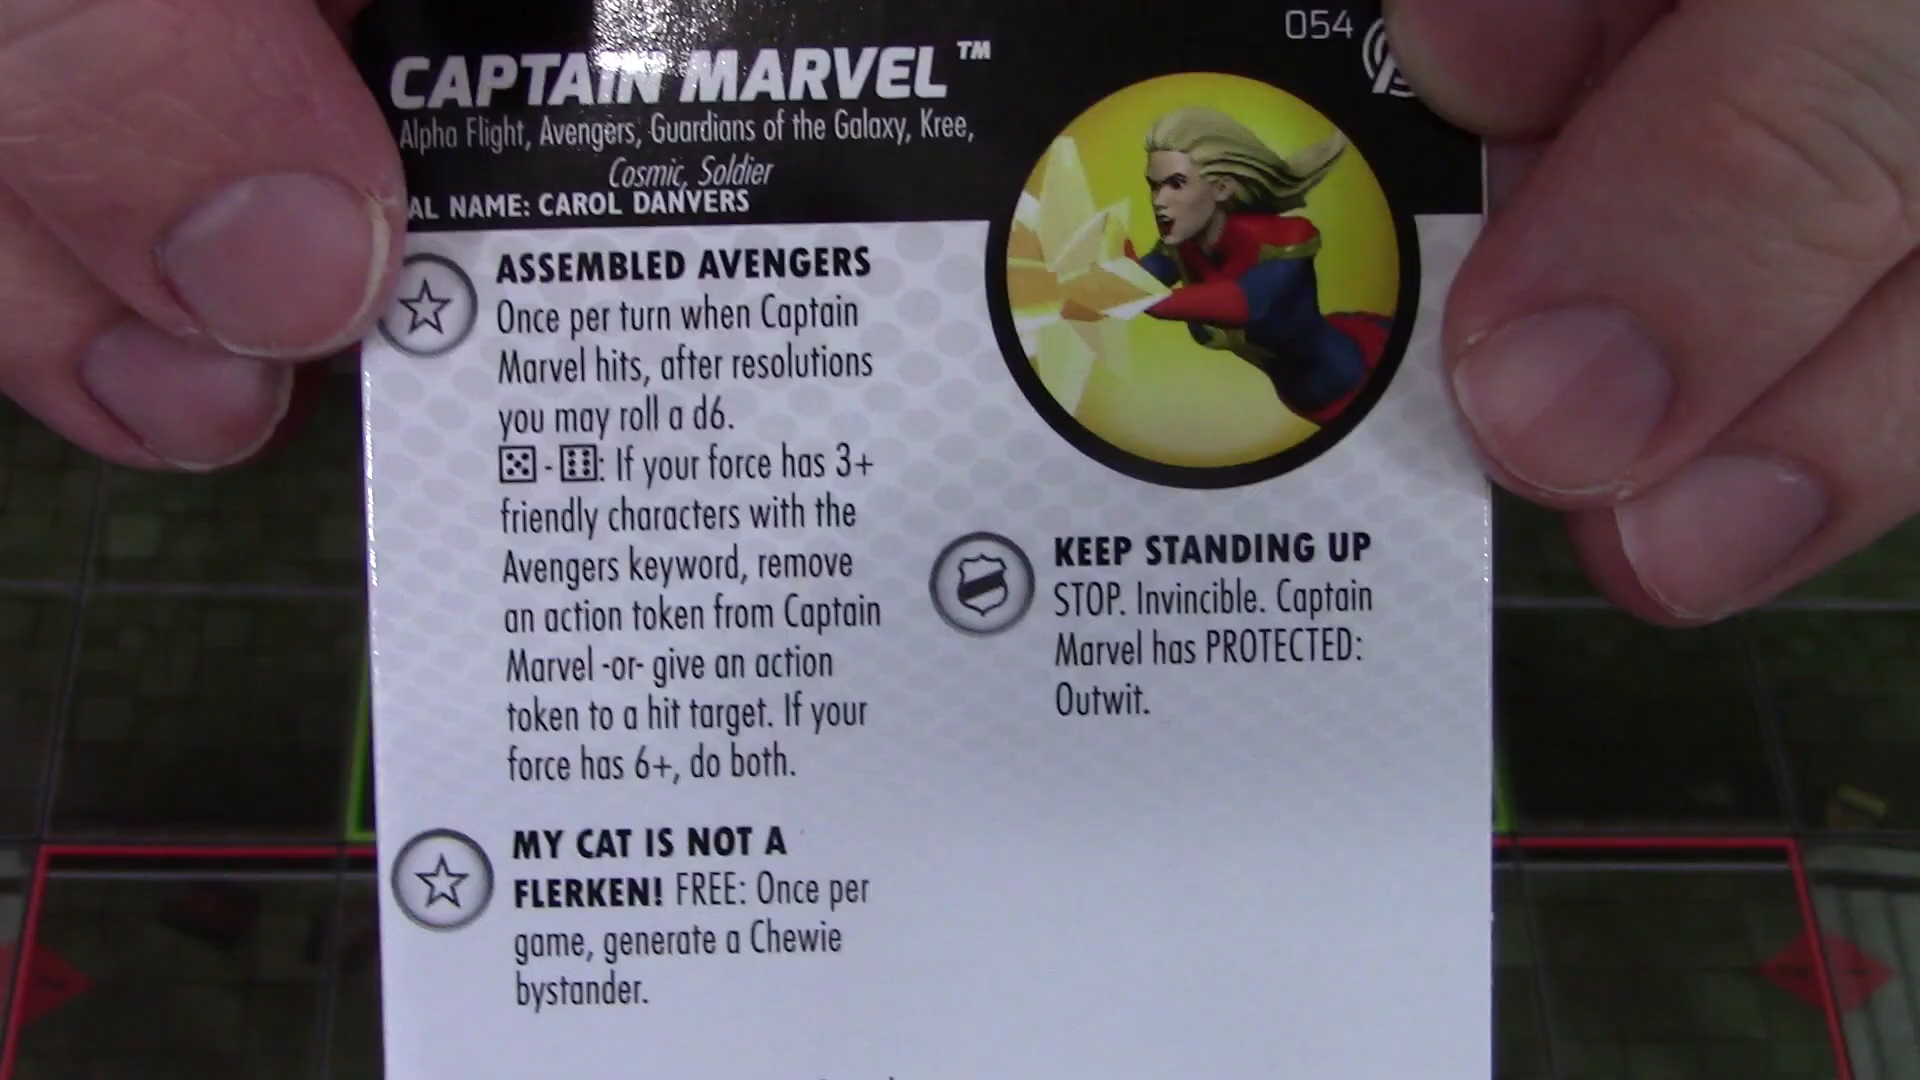 054
CAPTAIN MARVEL™
Alpha Flight, Avengers, Guardians of the Galaxy, Kree,
Cosmic, Soldier
AL NAME: CAROL DANVERS
ASSEMBLED AVENGERS
Once per turn when Captain
Marvel hits, after resolutions
you may roll a d6.
⚄ - ⚅: If your force has 3+
friendly characters with the
Avengers keyword, remove
an action token from Captain
Marvel -or- give an action
token to a hit target. If your
force has 6+, do both.
MY CAT IS NOT A
FLERKEN! FREE: Once per
game, generate a Chewie
bystander.
KEEP STANDING UP
STOP. Invincible. Captain
Marvel has PROTECTED:
Outwit.